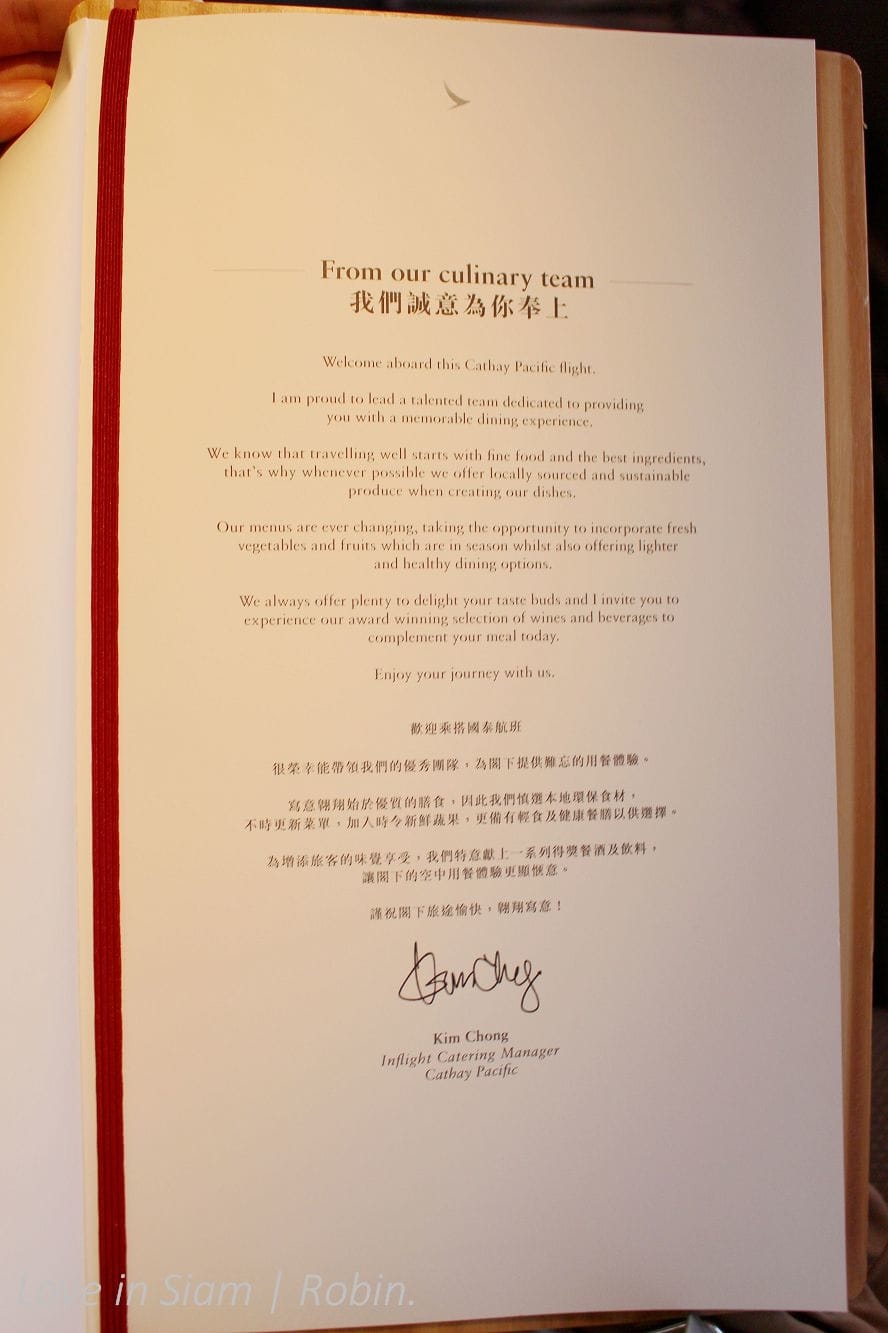 From our culinary team
我們誠意為你奉上
Welcome aboard this Cathay Pacific flight.
I am proud to lead a talented team dedicated to providing
you with a memorable dining experience.
We know that travelling well starts with fine food and the best ingredients,
that's why whenever possible we offer locally sourced and sustainable
produce when creating our dishes.
Our menus are ever changing, taking the opportunity to incorporate fresh
vegetables and fruits which are in season whilst also offering lighter
and healthy dining options.
We always offer plenty to delight your taste buds and I invite you to
experience our award winning selection of wines and beverages to
complement your meal today.
Enjoy your journey with us.
歡迎乘搭國泰航班
很榮幸能帶領我們的優秀團隊，為閣下提供難忘的用餐體驗。
寫意翱翔始於優質的膳食，因此我們慎選本地環保食材，
不時更新菜單，加入時令新鮮蔬果，更備有輕食及健康餐膳以供選擇。
為增添旅客的味覺享受，我們特意獻上一系列得獎餐酒及飲料，
讓閣下的空中用餐體驗更顯愜意。
謹祝閣下旅途愉快，翱翔寫意！
Kim Chong
Inflight Catering Manager
Cathay Pacific
Love in Siam | Robin.